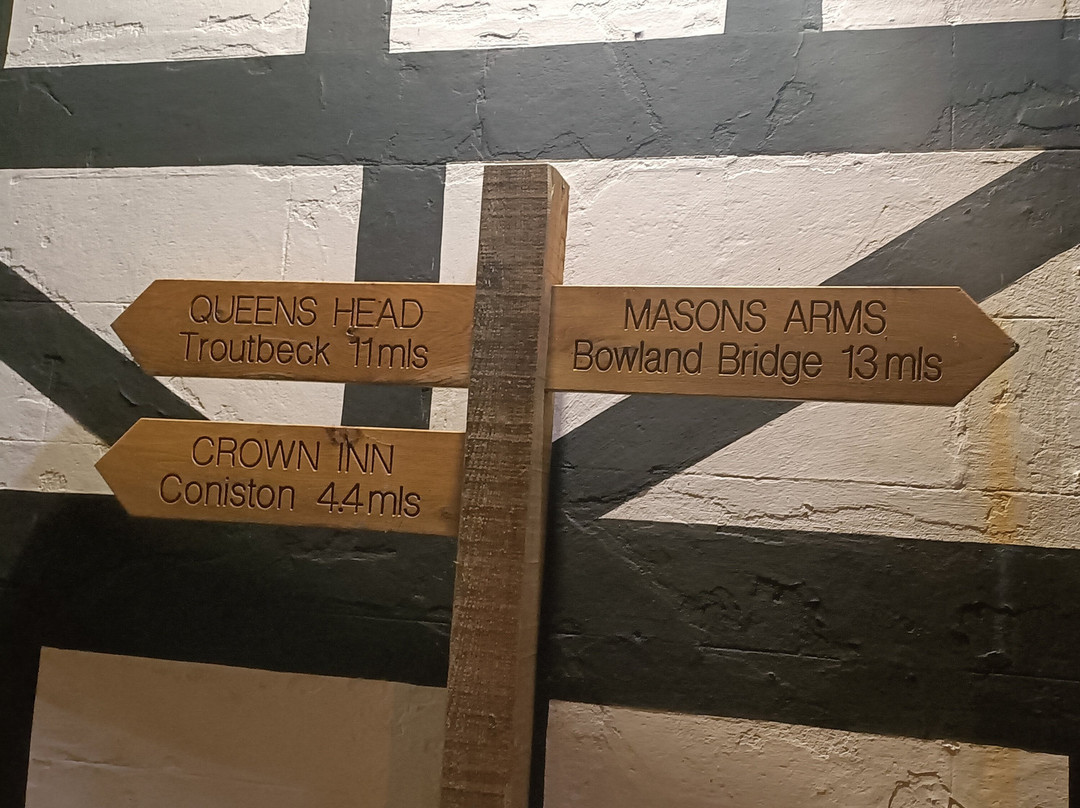 QUEENS HEAD
Troutbeck 11mls
MASONS ARMS
Bowland Bridge 13mls
CROWN INN
Coniston 4.4mls